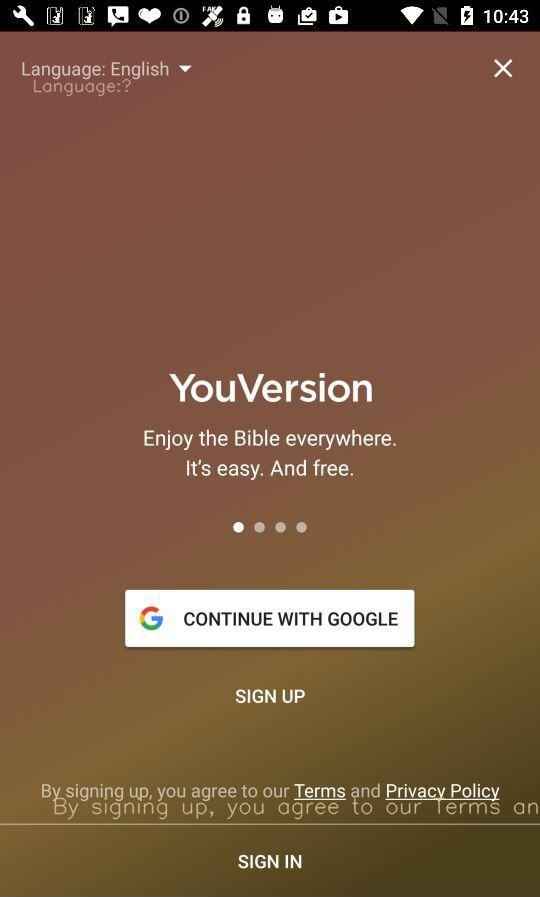 10:43
Language: English
Language:?
YouVersion
Enjoy the Bible everywhere.
It's easy. And free.
CONTINUE WITH GOOGLE
SIGN UP
By signing up, you agree to our Terms and Privacy Policy
By signing up, you agree to our Terms an
SIGN IN